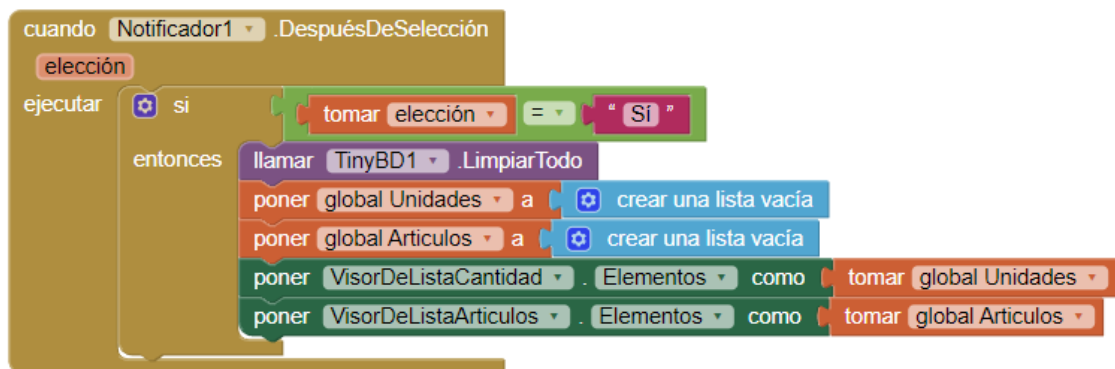 cuando Notificador1 .DespuésDeSelección
elección
ejecutar si tomar elección = " Sí "
entonces llamar TinyBD1 .LimpiarTodo
poner global Unidades a crear una lista vacía
poner global Articulos a crear una lista vacía
poner VisorDeListaCantidad . Elementos como tomar global Unidades
poner VisorDeListaArticulos . Elementos como tomar global Articulos